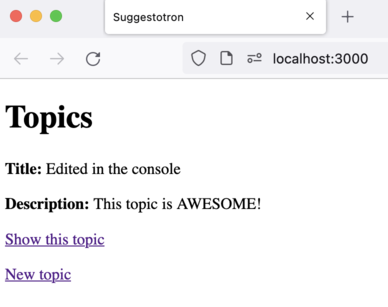 Suggestotron
localhost:3000
Topics
Title: Edited in the console
Description: This topic is AWESOME!
Show this topic
New topic